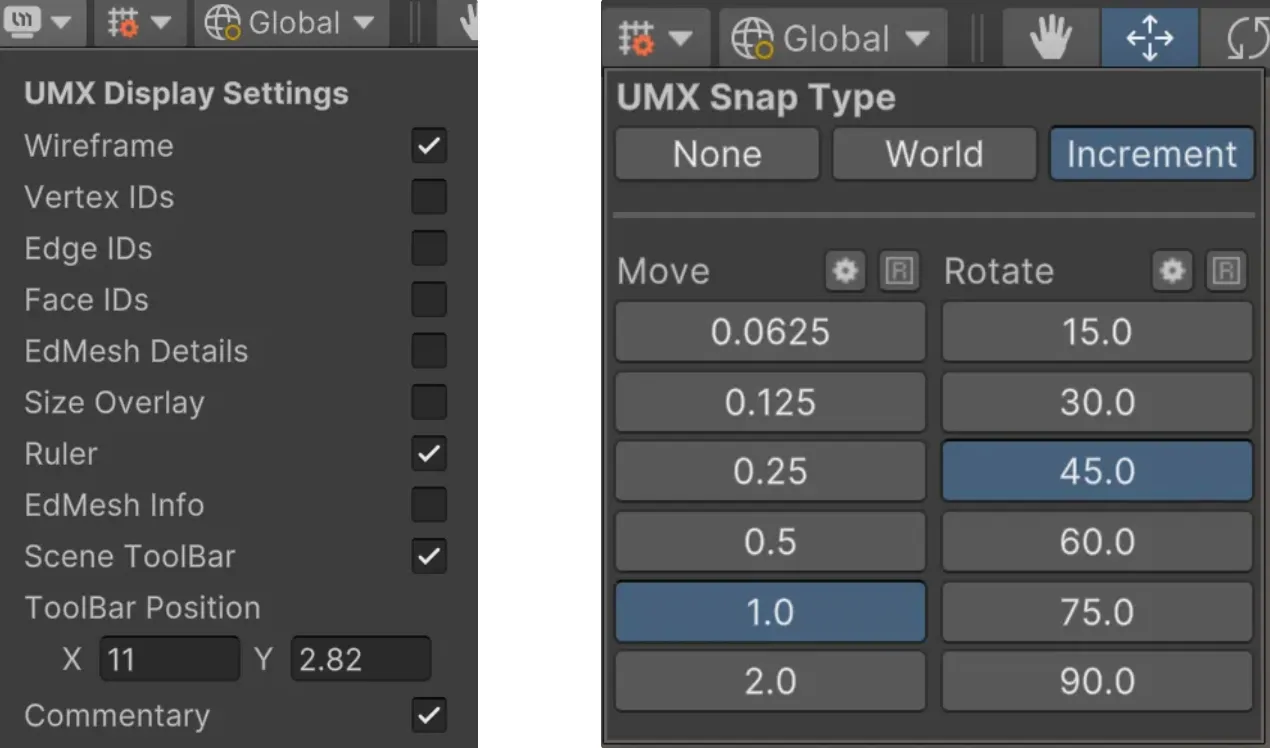 Global
UMX Display Settings
Wireframe
Vertex IDs
Edge IDs
Face IDs
EdMesh Details
Size Overlay
Ruler
EdMesh Info
Scene ToolBar
ToolBar Position
X 11 Y 2.82
Commentary
Global
UMX Snap Type
None World Increment
Move R Rotate R
0.0625 15.0
0.125 30.0
0.25 45.0
0.5 60.0
1.0 75.0
2.0 90.0